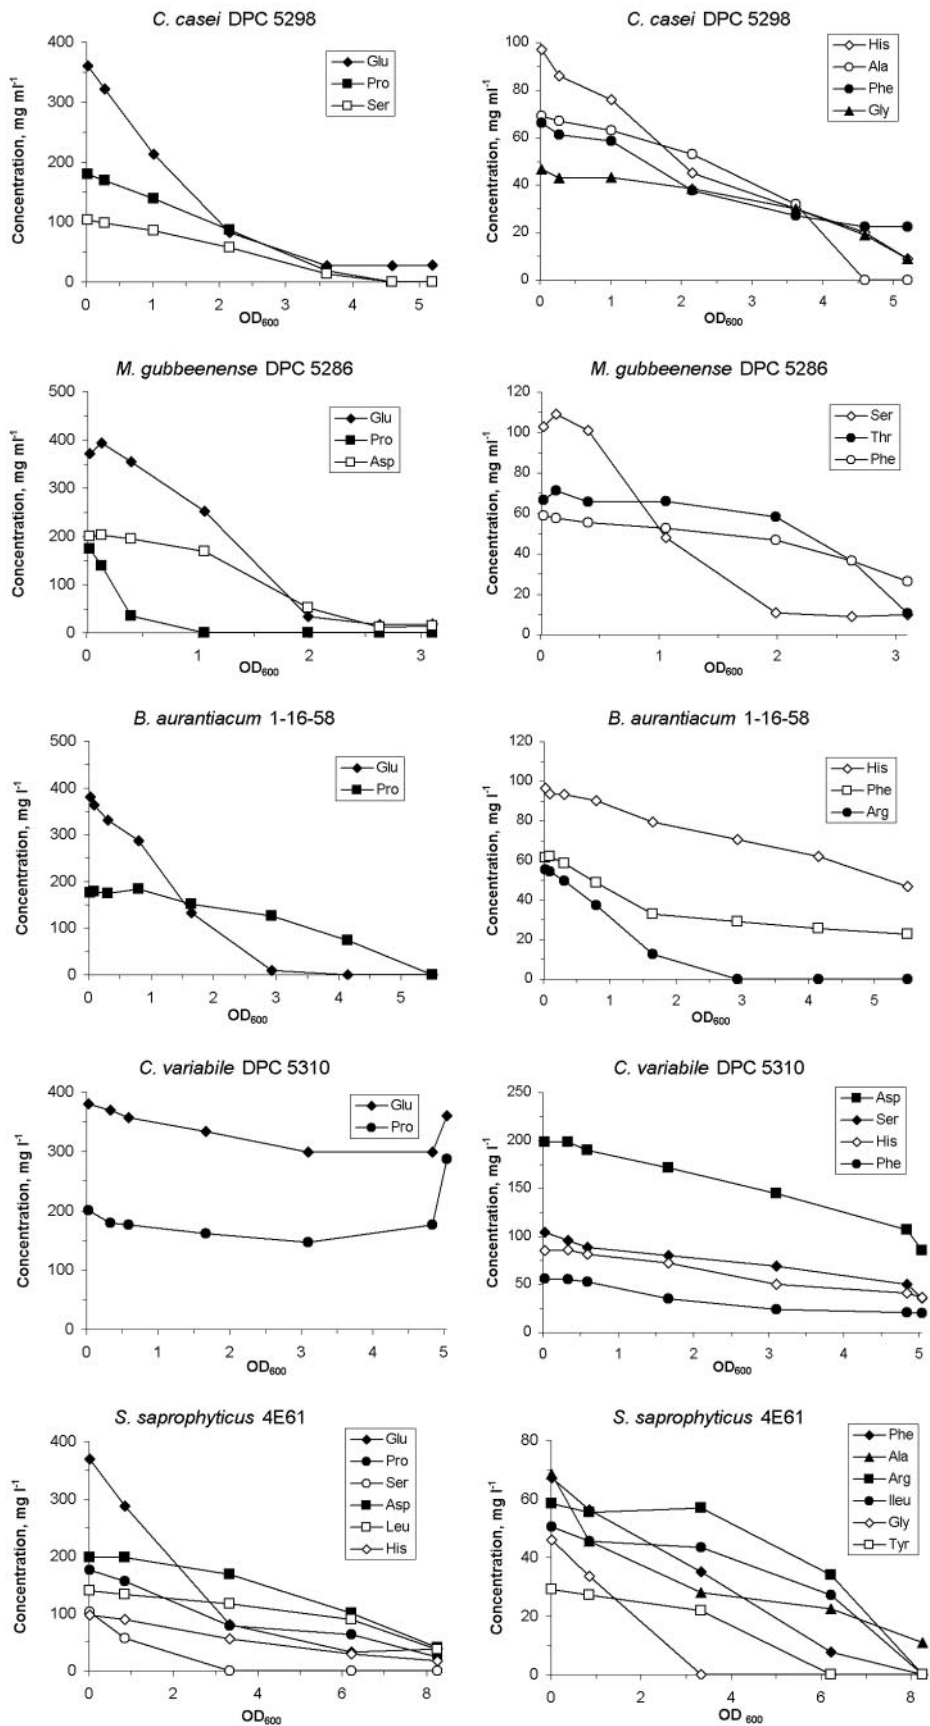 C. casei DPC 5298
Concentration, mg ml-1
400
300
200
100
0
Glu
Pro
Ser
0 1 2 3 4 5
OD600
C. casei DPC 5298
Concentration, mg ml-1
100
80
60
40
20
0
His
Ala
Phe
Gly
0 1 2 3 4 5
OD600
M. gubbeenense DPC 5286
Concentration, mg ml-1
500
400
300
200
100
0
Glu
Pro
Asp
0 1 2 3
OD600
M. gubbeenense DPC 5286
Concentration, mg ml-1
120
100
80
60
40
20
0
Ser
Thr
Phe
0 1 2 3
OD600
B. aurantiacum 1-16-58
Concentration, mg l-1
500
400
300
200
100
0
Glu
Pro
0 1 2 3 4 5
OD600
B. aurantiacum 1-16-58
Concentration, mg l-1
120
100
80
60
40
20
0
His
Phe
Arg
0 1 2 3 4 5
OD600
C. variabile DPC 5310
Concentration, mg l-1
400
300
200
100
0
Glu
Pro
0 1 2 3 4 5
OD600
C. variabile DPC 5310
Concentration, mg l-1
250
200
150
100
50
0
Asp
Ser
His
Phe
0 1 2 3 4 5
OD600
S. saprophyticus 4E61
Concentration, mg l-1
400
300
200
100
0
Glu
Pro
Ser
Asp
Leu
His
0 2 4 6 8
OD600
S. saprophyticus 4E61
Concentration, mg l-1
80
60
40
20
0
Phe
Ala
Arg
Ileu
Gly
Tyr
0 2 4 6 8
OD 600